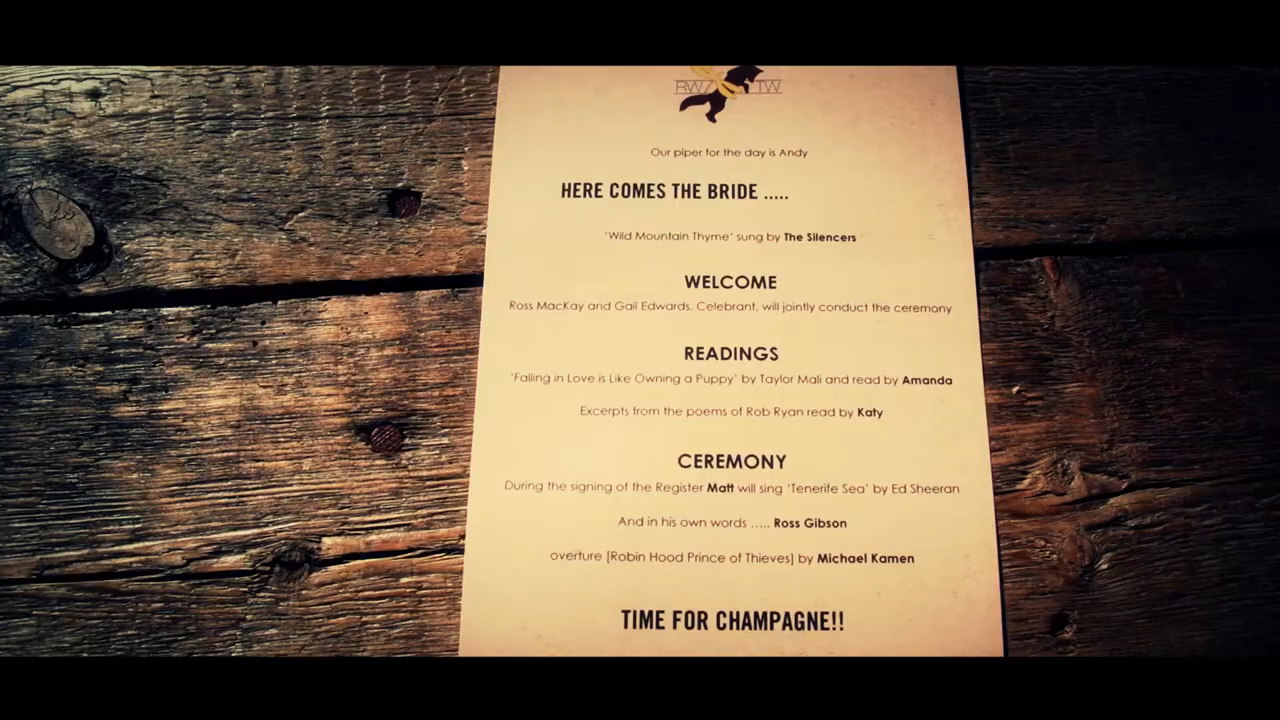 RW/ TW
Our piper for the day is Andy
HERE COMES THE BRIDE .....
'Wild Mountain Thyme' sung by The Silencers
WELCOME
Ross MacKay and Gail Edwards, Celebrant, will jointly conduct the ceremony
READINGS
'Falling in Love is Like Owning a Puppy' by Taylor Mali and read by Amanda
Excerpts from the poems of Rob Ryan read by Katy
CEREMONY
During the signing of the Register Matt will sing 'Tenerife Sea' by Ed Sheeran
And in his own words ..... Ross Gibson
overture [Robin Hood Prince of Thieves] by Michael Kamen
TIME FOR CHAMPAGNE!!